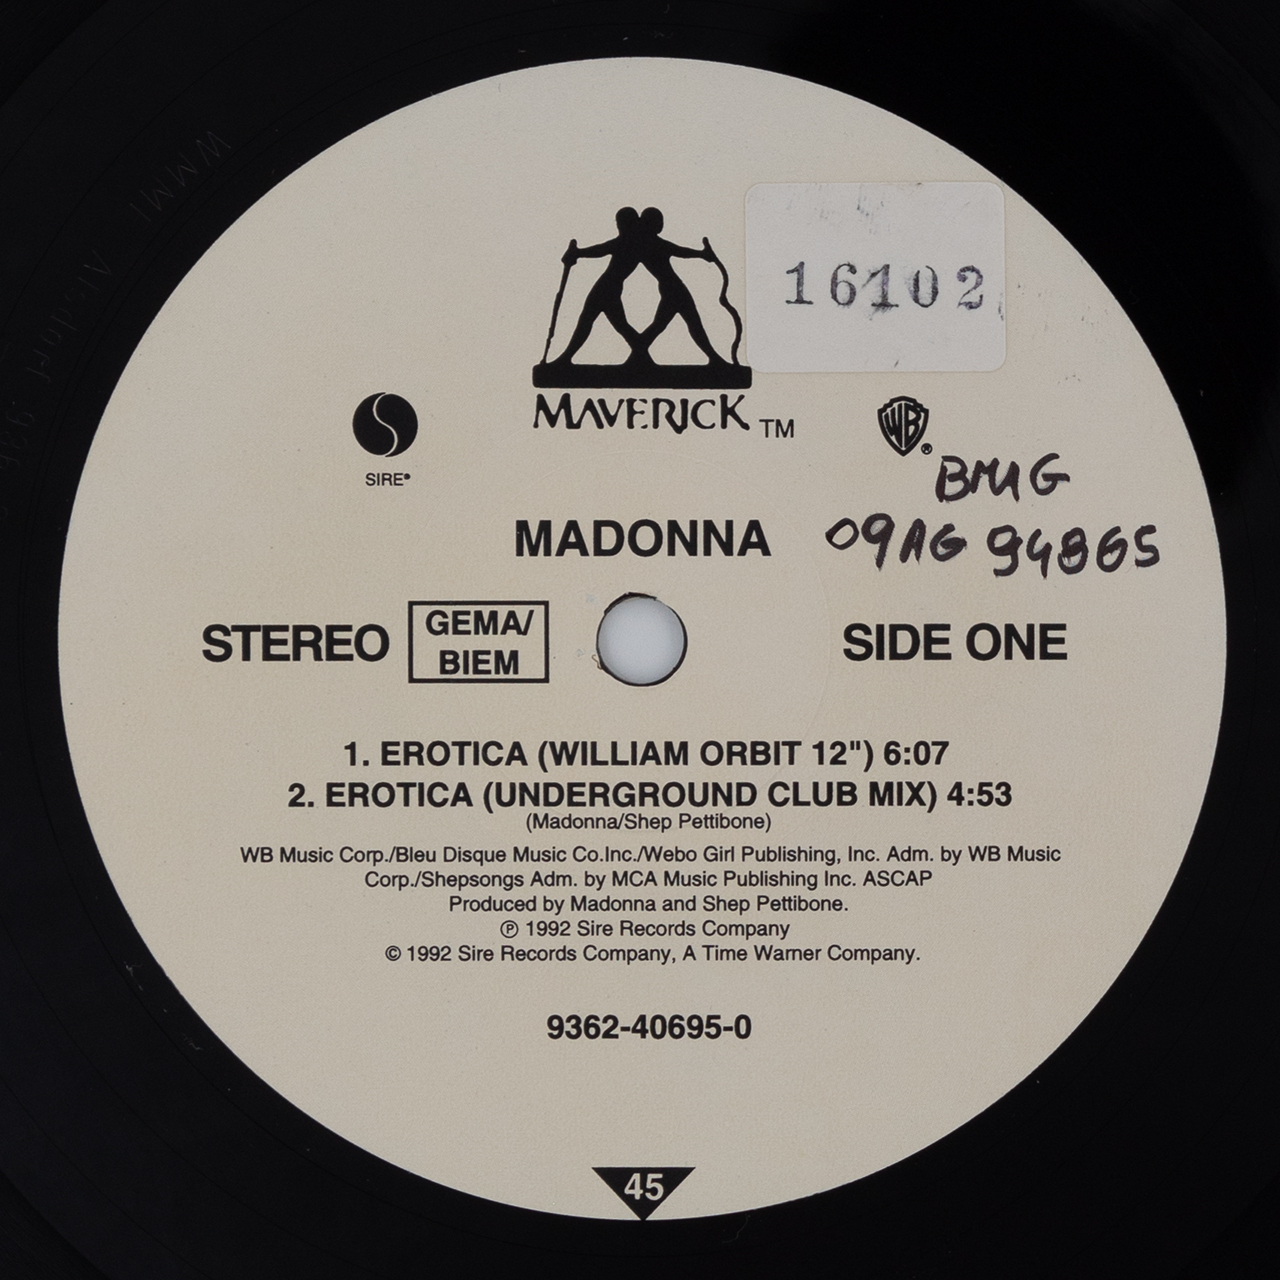 16102
MAVERICK TM
SIRE®
WB®
BMG
MADONNA
09AG 94865
STEREO
GEMA/
BIEM
SIDE ONE
1. EROTICA (WILLIAM ORBIT 12") 6:07
2. EROTICA (UNDERGROUND CLUB MIX) 4:53
(Madonna/Shep Pettibone)
WB Music Corp./Bleu Disque Music Co.Inc./Webo Girl Publishing, Inc. Adm. by WB Music
Corp./Shepsongs Adm. by MCA Music Publishing Inc. ASCAP
Produced by Madonna and Shep Pettibone.
℗ 1992 Sire Records Company
© 1992 Sire Records Company, A Time Warner Company.
9362-40695-0
45